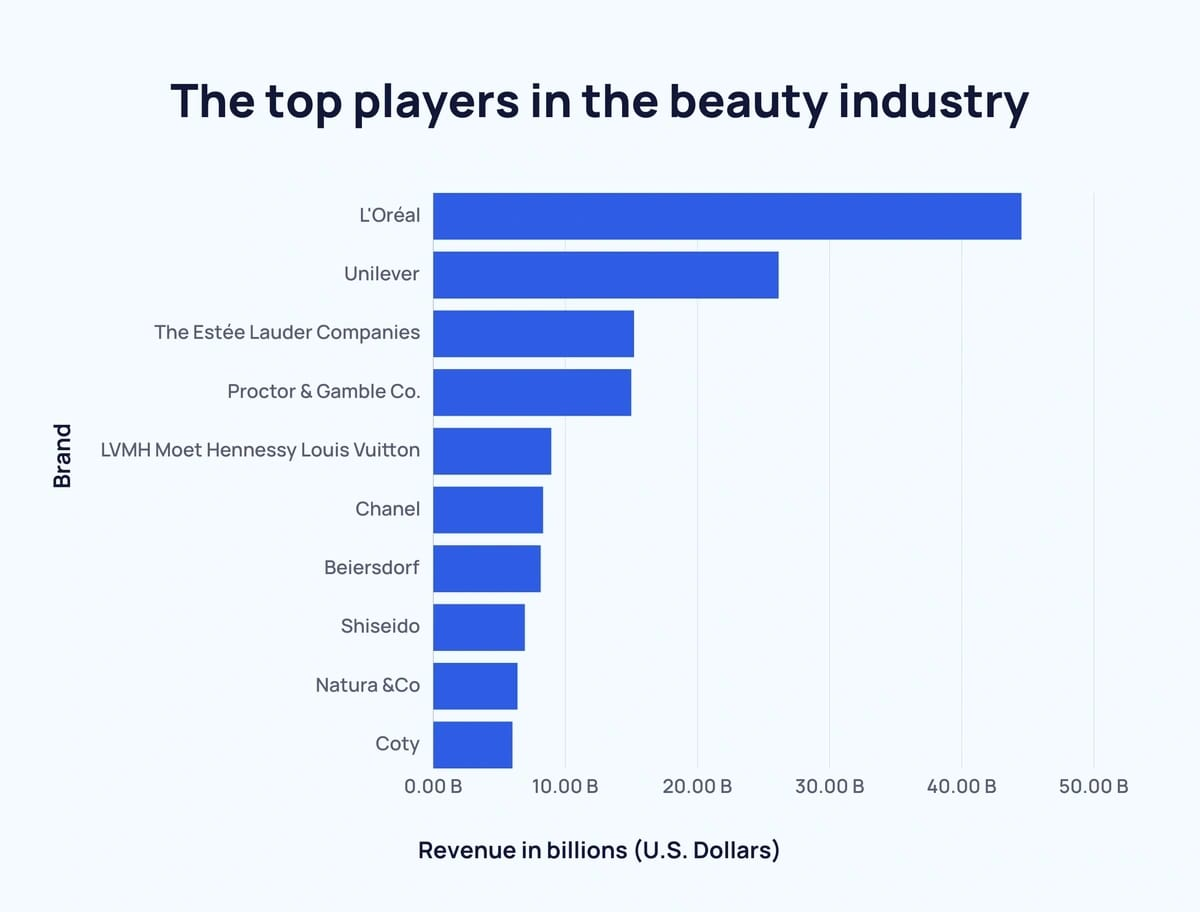 The top players in the beauty industry
Brand
L'Oréal
Unilever
The Estée Lauder Companies
Proctor & Gamble Co.
LVMH Moet Hennessy Louis Vuitton
Chanel
Beiersdorf
Shiseido
Natura &Co
Coty
0.00 B 10.00 B 20.00 B 30.00 B 40.00 B 50.00 B
Revenue in billions (U.S. Dollars)